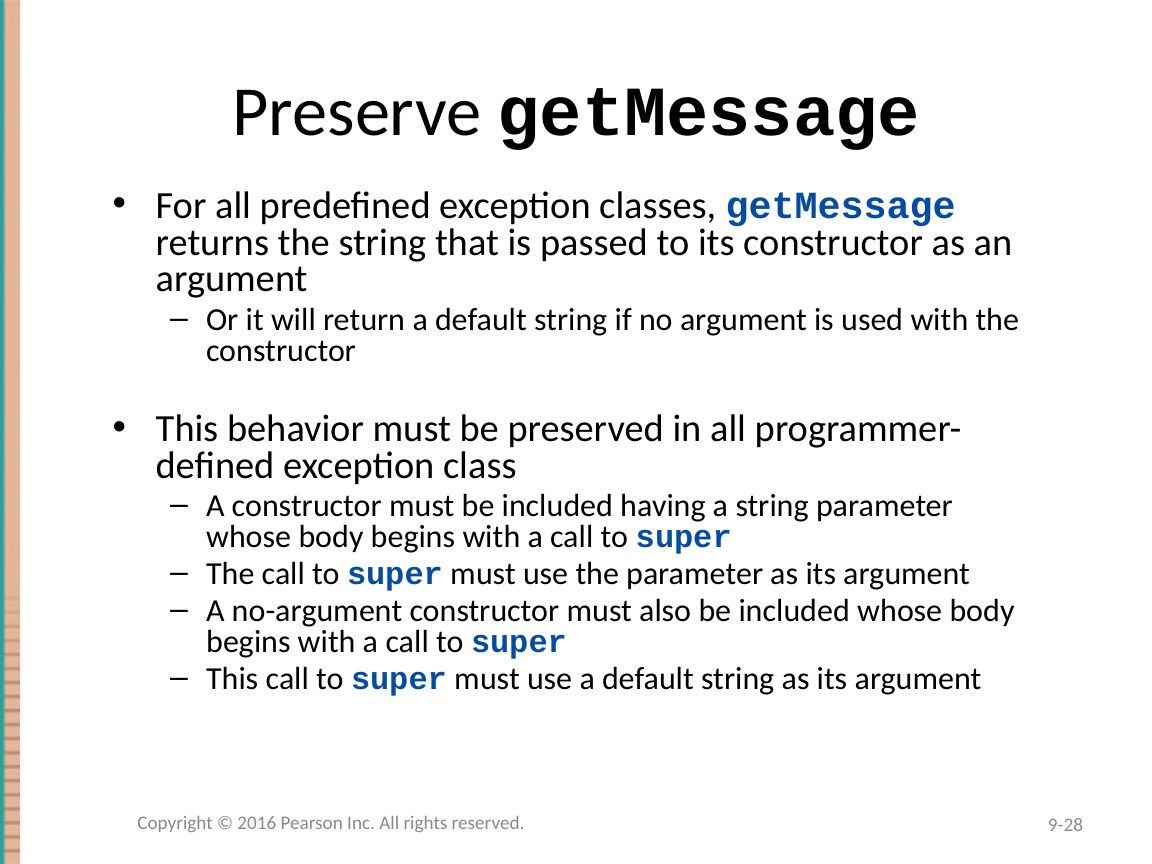 Preserve getMessage
• For all predefined exception classes, getMessage
returns the string that is passed to its constructor as an
argument
– Or it will return a default string if no argument is used with the
constructor
• This behavior must be preserved in all programmer-
defined exception class
– A constructor must be included having a string parameter
whose body begins with a call to super
– The call to super must use the parameter as its argument
– A no-argument constructor must also be included whose body
begins with a call to super
– This call to super must use a default string as its argument
Copyright © 2016 Pearson Inc. All rights reserved.
9-28